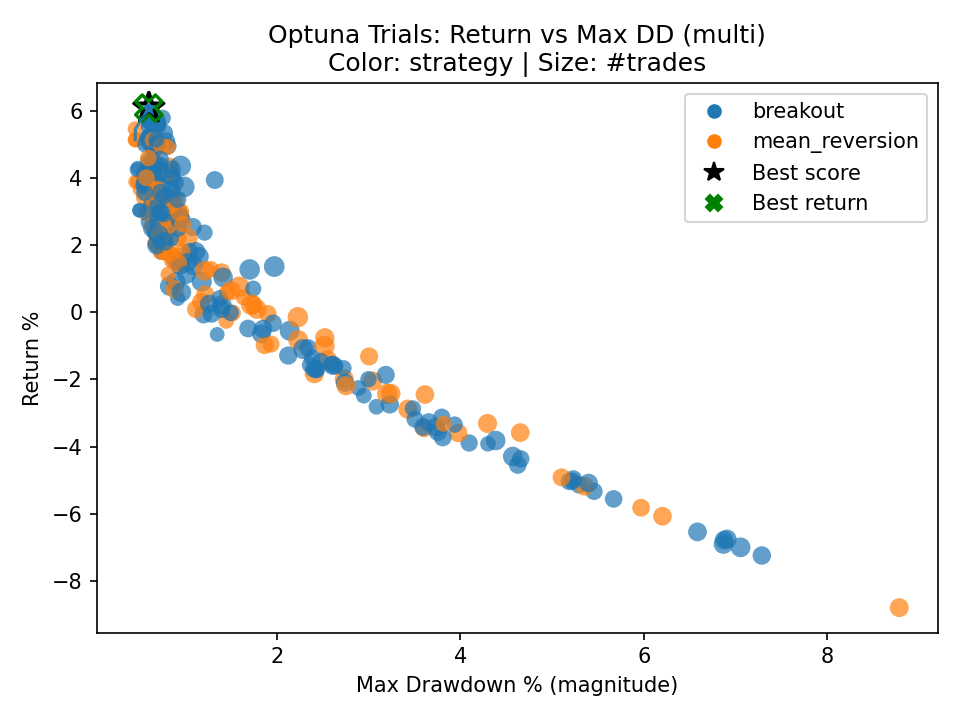 Optuna Trials: Return vs Max DD (multi)
Color: strategy | Size: #trades
breakout
mean_reversion
Best score
Best return
Return %
6
4
2
0
−2
−4
−6
−8
2
4
6
8
Max Drawdown % (magnitude)